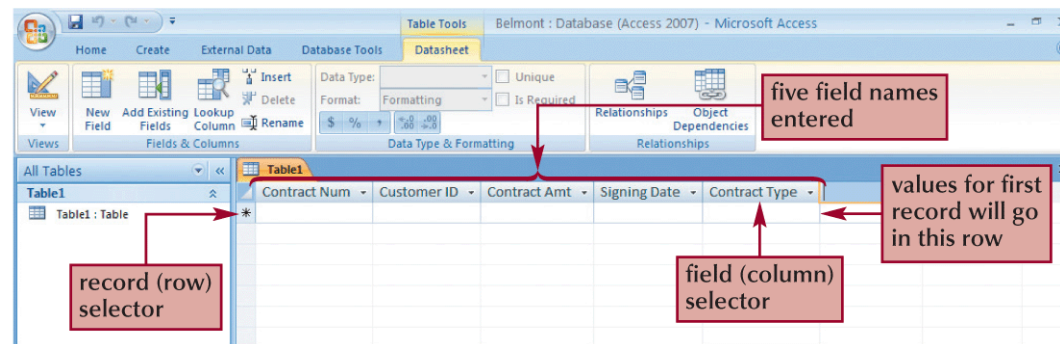 Table Tools
Belmont : Database (Access 2007) - Microsoft Access
Home Create External Data Database Tools Datasheet
View
New Field
Add Existing Fields
Lookup Column
Insert
Delete
Rename
Data Type:
Format: Formatting
$ % ,
.0 .00
.00 .0
Unique
Is Required
Relationships
Object Dependencies
Views
Fields & Columns
Data Type & Formatting
Relationships
five field names
entered
All Tables «
Table1
Table1 : Table
Table1
Contract Num Customer ID Contract Amt Signing Date Contract Type
*
values for first
record will go
in this row
record (row)
selector
field (column)
selector